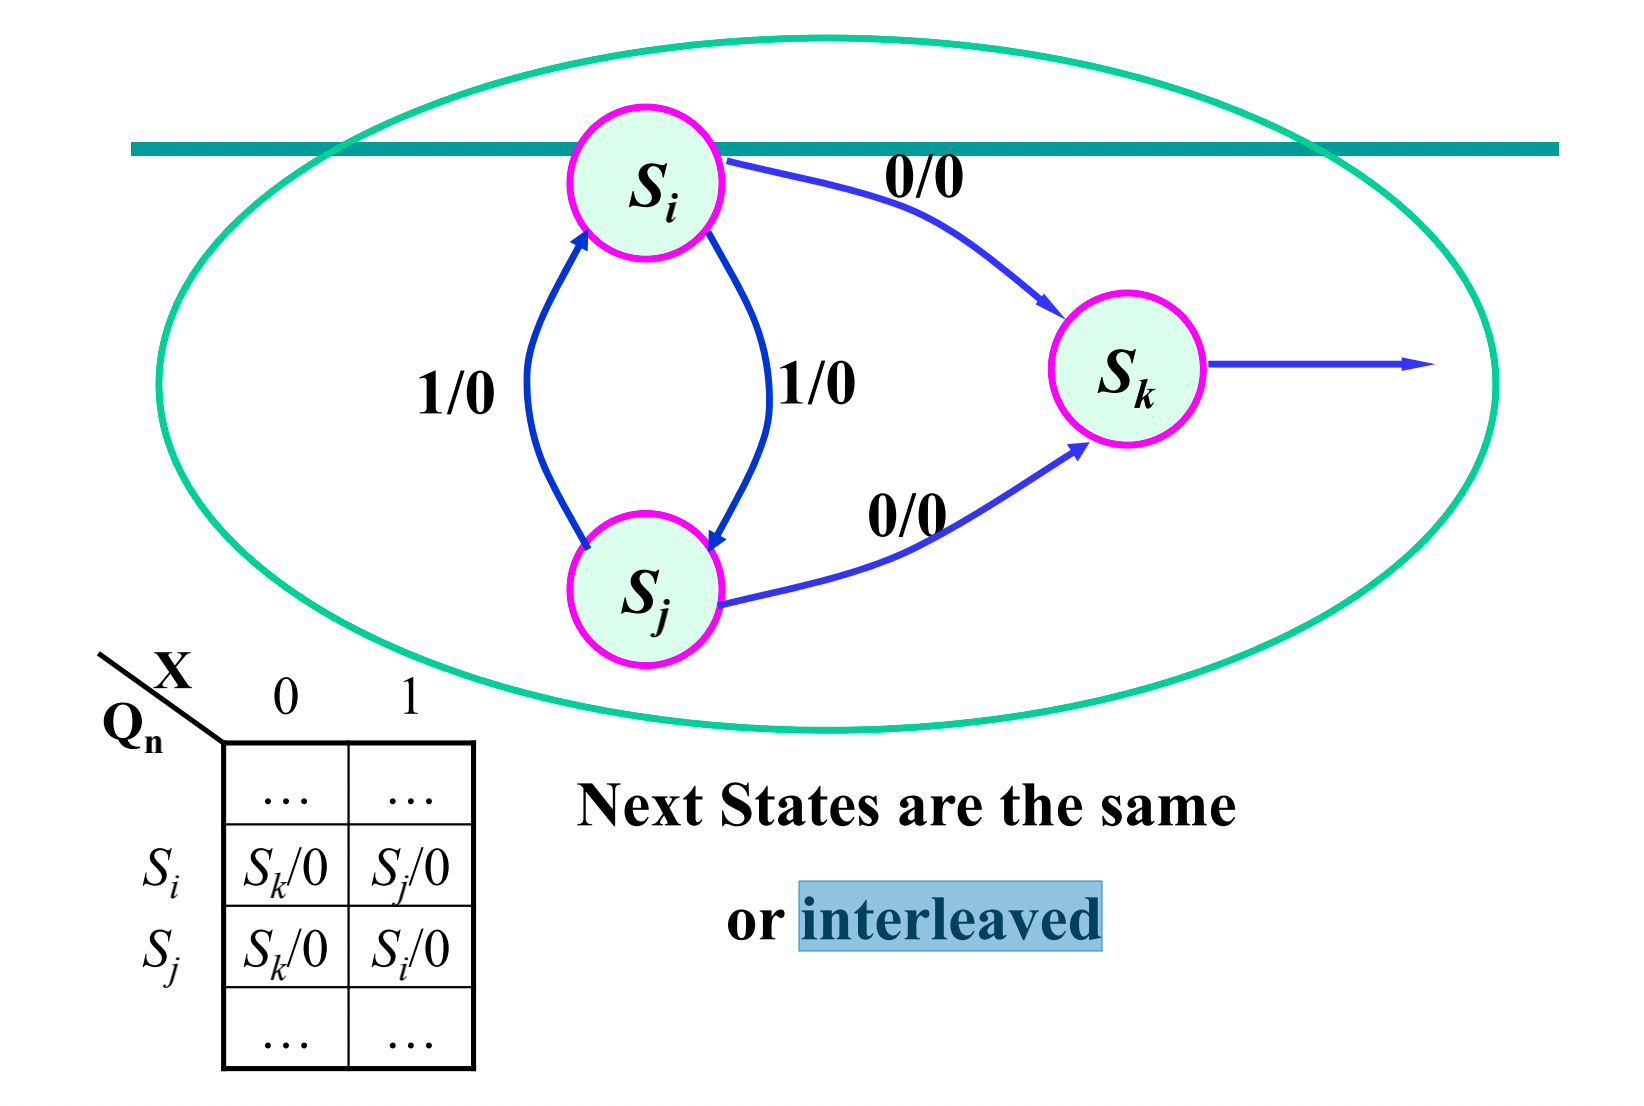 S_i
0/0
S_k
1/0
1/0
0/0
S_j
X
Q_n
0 1
… …
S_i S_k/0 S_j/0
S_j S_k/0 S_i/0
… …
Next States are the same
or interleaved